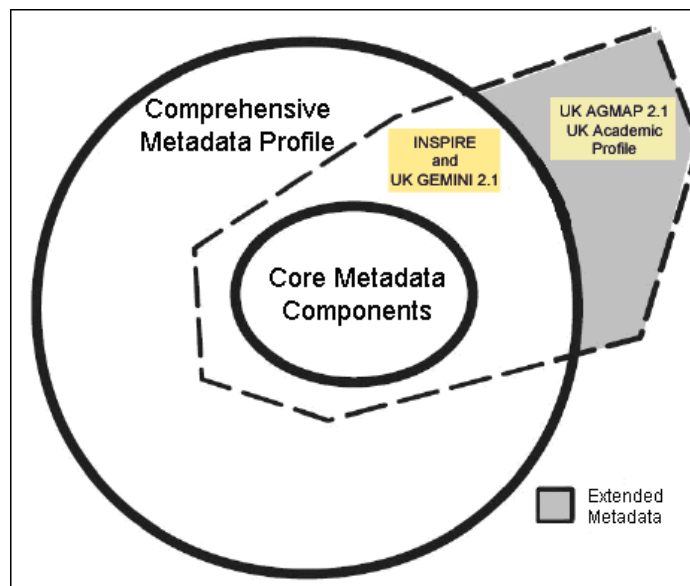 Comprehensive
Metadata Profile
UK AGMAP 2.1
UK Academic
Profile
INSPIRE
and
UK GEMINI 2.1
Core Metadata
Components
Extended
Metadata